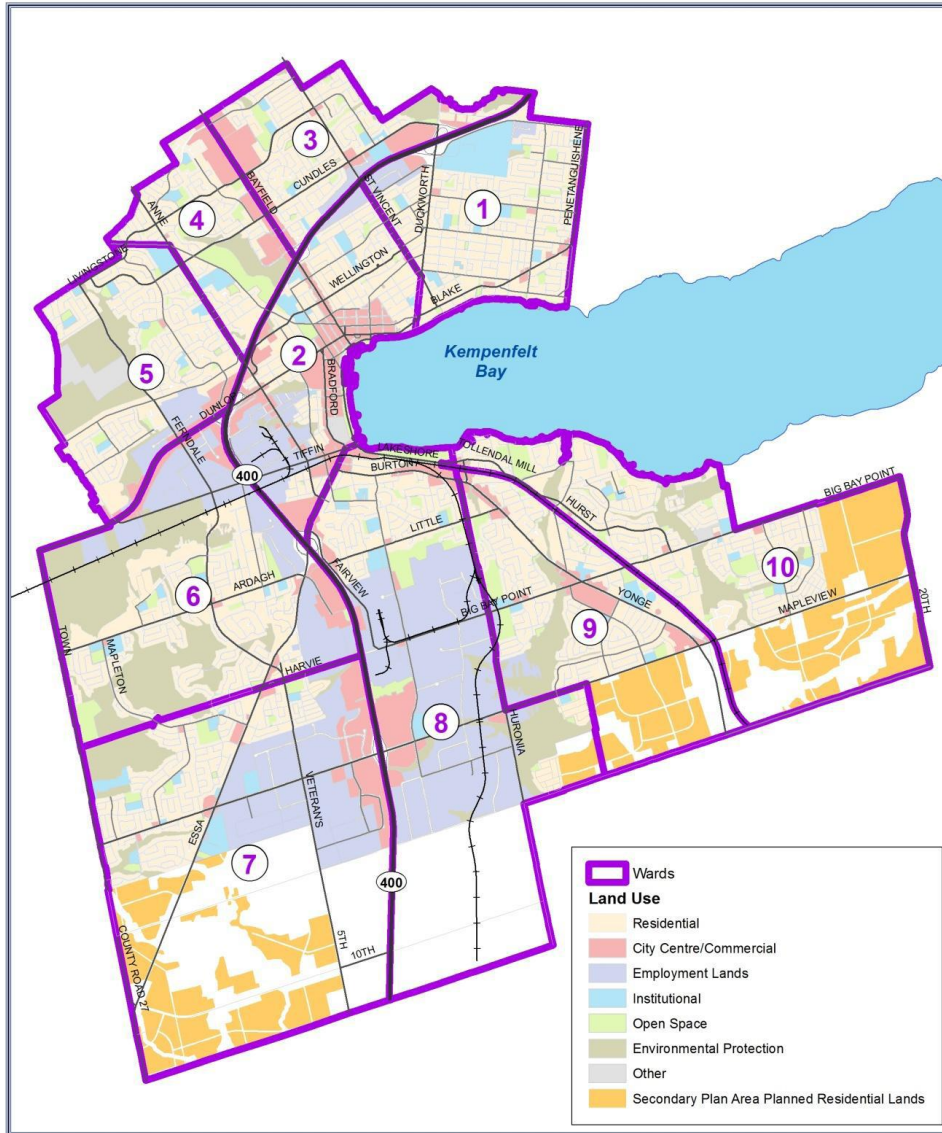 3
CUNDLES
BAYFIELD
ST VINCENT
DUCKWORTH
1
PENETANGUISHENE
4
ANNE
LIVINGSTONE
WELLINGTON
BLAKE
5
2
BRADFORD
DUNLOP
FERNDALE
TIFFIN
400
Kempenfelt
Bay
LAKESHORE
BURTON
TOLLENDAL MILL
HURST
LITTLE
BIG BAY POINT
10
6
ARDAGH
FAIRVIEW
BIG BAY POINT
YONGE
MAPLEVIEW
20TH
9
TOWN
MAPLETON
HARVIE
8
HURONIA
VETERAN'S
ESSA
7
400
COUNTY ROAD 27
5TH
10TH
Wards
Land Use
Residential
City Centre/Commercial
Employment Lands
Institutional
Open Space
Environmental Protection
Other
Secondary Plan Area Planned Residential Lands